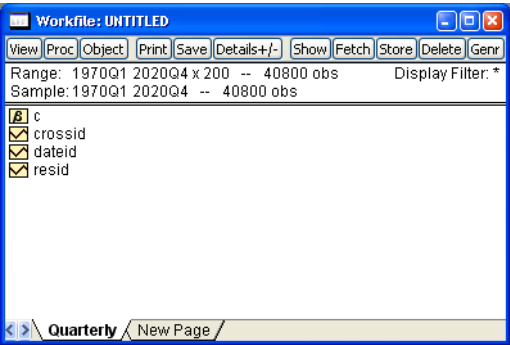 Workfile: UNTITLED
View Proc Object Print Save Details+/- Show Fetch Store Delete Genr
Range: 1970Q1 2020Q4 x 200 -- 40800 obs Display Filter: *
Sample: 1970Q1 2020Q4 -- 40800 obs
β c
crossid
dateid
resid
Quarterly New Page